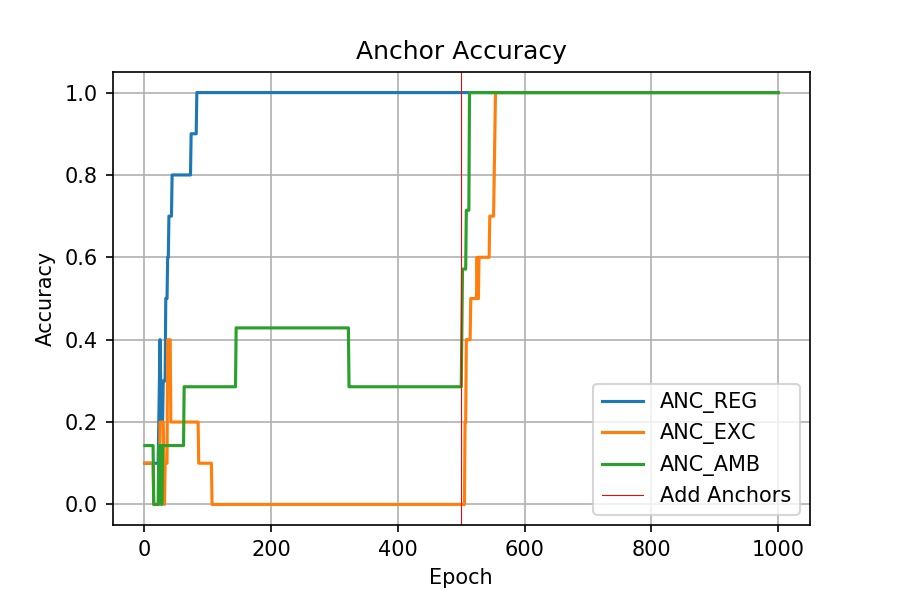 Anchor Accuracy
1.0
0.8
0.6
0.4
0.2
0.0
Accuracy
0 200 400 600 800 1000
Epoch
ANC_REG
ANC_EXC
ANC_AMB
Add Anchors